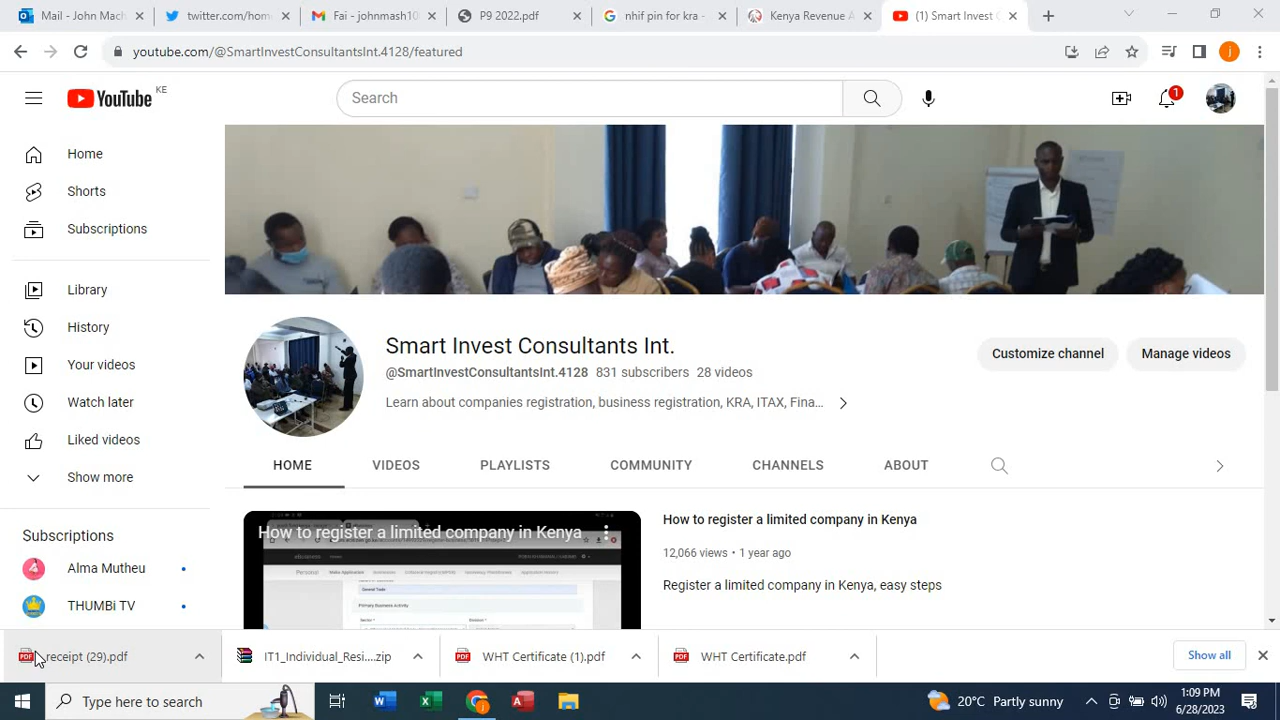 Mail - John Mach
twitter.com/hom
Fai - johnmash10
P9 2022.pdf
nhif pin for kra -
Kenya Revenue A
(1) Smart Invest C
youtube.com/@SmartInvestConsultantsInt.4128/featured
j
YouTube KE
Search
1
Home
Shorts
Subscriptions
Library
History
Your videos
Watch later
Liked videos
Show more
Subscriptions
Alma Mutheu
THUMBI TV
Smart Invest Consultants Int.
@SmartInvestConsultantsInt.4128 831 subscribers 28 videos
Learn about companies registration, business registration, KRA, ITAX, Fina...
Customize channel
Manage videos
HOME
VIDEOS
PLAYLISTS
COMMUNITY
CHANNELS
ABOUT
How to register a limited company in Kenya
Primary Business Activity
How to register a limited company in Kenya
12,066 views • 1 year ago
Register a limited company in Kenya, easy steps
receipt (29).pdf
IT1_Individual_Resi....zip
WHT Certificate (1).pdf
WHT Certificate.pdf
Show all
Type here to search
20°C Partly sunny
1:09 PM
6/28/2023